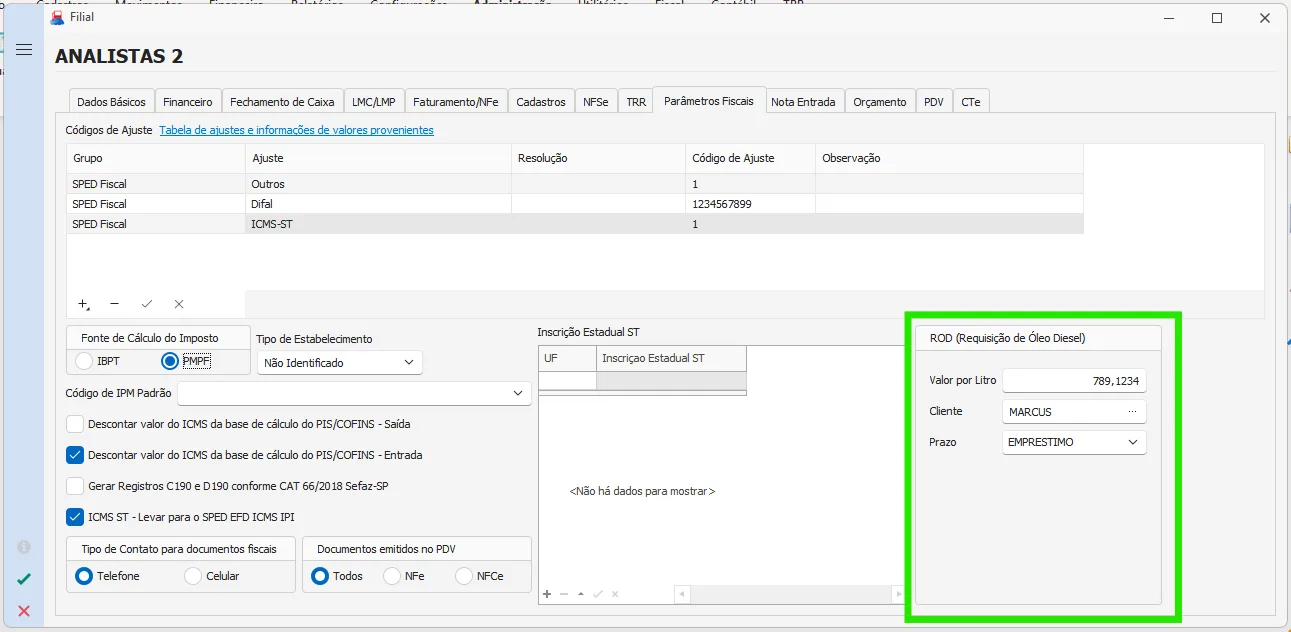 Filial
ANALISTAS 2
Dados Básicos Financeiro Fechamento de Caixa LMC/LMP Faturamento/NFe Cadastros NFSe TRR Parâmetros Fiscais Nota Entrada Orçamento PDV CTe
Códigos de Ajuste Tabela de ajustes e informações de valores provenientes
Grupo Ajuste Resolução Código de Ajuste Observação
SPED Fiscal Outros 1
SPED Fiscal Difal 1234567899
SPED Fiscal ICMS-ST 1
Fonte de Cálculo do Imposto
IBPT PMPF
Tipo de Estabelecimento
Não Identificado
Código de IPM Padrão
Descontar valor do ICMS da base de cálculo do PIS/COFINS - Saída
Descontar valor do ICMS da base de cálculo do PIS/COFINS - Entrada
Gerar Registros C190 e D190 conforme CAT 66/2018 Sefaz-SP
ICMS ST - Levar para o SPED EFD ICMS IPI
Tipo de Contato para documentos fiscais
Telefone Celular
Documentos emitidos no PDV
Todos NFe NFCe
Inscrição Estadual ST
UF Inscriçao Estadual ST
<Não há dados para mostrar>
ROD (Requisição de Óleo Diesel)
Valor por Litro 789,1234
Cliente MARCUS ...
Prazo EMPRESTIMO